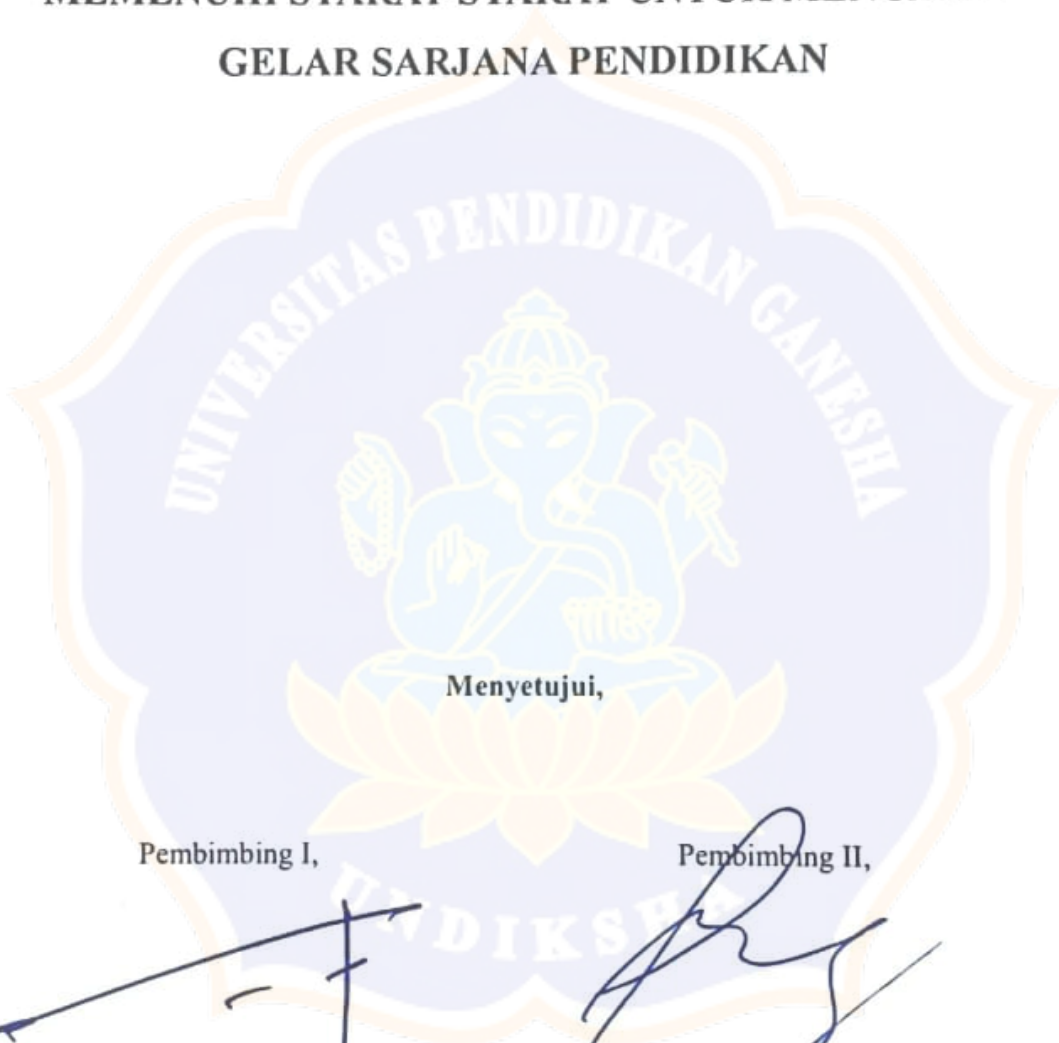 GELAR SARJANA PENDIDIKAN
UNIVERSITAS PENDIDIKAN GANESHA
Menyetujui,
Pembimbing I,
Pembimbing II,
UNDIKSHA